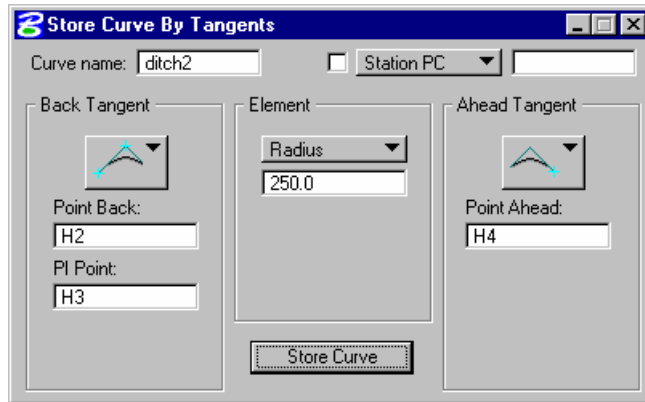 Store Curve By Tangents
Curve name: ditch2 Station PC
Back Tangent Element Ahead Tangent
Radius
250.0
Point Back: Point Ahead:
H2 H4
PI Point:
H3
Store Curve